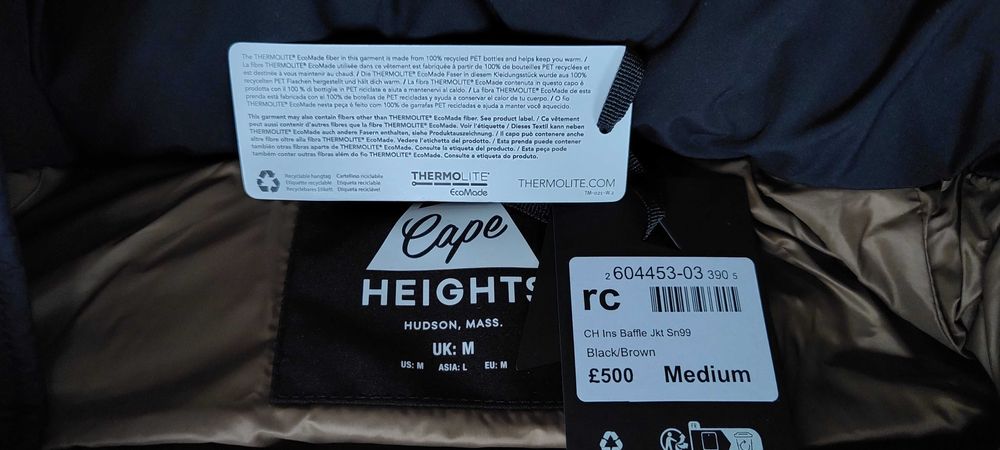 The THERMOLITE® EcoMade fiber in this garment is made from 100% recycled PET bottles and helps keep you warm. /
La fibre THERMOLITE® EcoMade utilisée dans ce vêtement est fabriquée à partir de 100% de bouteilles PET recyclées et
est destinée à vous maintenir au chaud. / Die THERMOLITE® EcoMade Faser in diesem Kleidungsstück wurde aus 100%
recycelten PET Flaschen hergestellt und hält dich warm. / La fibra THERMOLITE® EcoMade contenuta in questo capo è
prodotta con il 100 % di bottiglie in PET riciclate e aiuta a mantenervi al caldo. / La fibra THERMOLITE® EcoMade de esta
prenda está fabricada con el 100% de botellas de PET recicladas y ayuda a conservar el calor de tu cuerpo. / O fio
THERMOLITE® EcoMade nesta peça é feito com 100% de garrafas PET recicladas e ajuda a manter você aquecido.
This garment may also contain fibers other than THERMOLITE® EcoMade fiber. See product label. / Ce vêtement
peut aussi contenir d'autres fibres que la fibre THERMOLITE® EcoMade. Voir l'étiquette / Dieses Textil kann neben
THERMOLITE® EcoMade auch andere Fasern enthalten, siehe Produktauszeichnung. / Il capo può contenere anche
altre fibre oltre alla fibra THERMOLITE® EcoMade. Vedere l'etichetta del prodotto. / Esta prenda puede contener
también otras fibras aparte de THERMOLITE® EcoMade. Consulte la etiqueta del producto. / Esta peça pode
também conter outras fibras além do fio THERMOLITE® EcoMade. Consulte a etiqueta do produto.
Recyclable hangtag Cartellino riciclabile
Etiquette recyclable Etiqueta reciclable
Recyclebares Etikett Etiqueta reciclável
THERMOLITE®
EcoMade
THERMOLITE.COM
TM-021-W.2
Cape
HEIGHTS
HUDSON, MASS.
UK: M
US: M ASIA: L EU: M
2 604453-03 390 5
rc
CH Ins Baffle Jkt Sn99
Black/Brown
£500 Medium